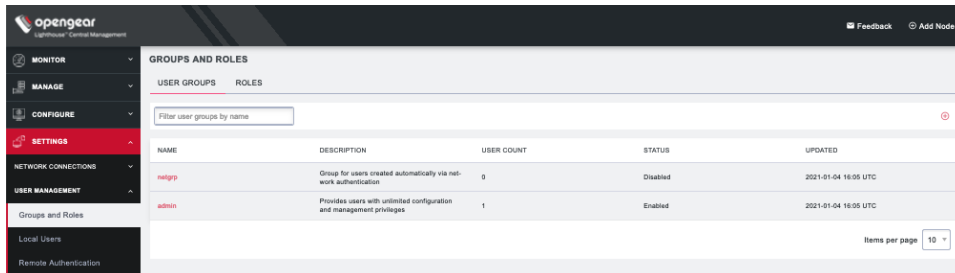 opengear
Lighthouse™ Central Management
Feedback
Add Node
MONITOR
MANAGE
CONFIGURE
SETTINGS
NETWORK CONNECTIONS
USER MANAGEMENT
Groups and Roles
Local Users
Remote Authentication
GROUPS AND ROLES
USER GROUPS ROLES
Filter user groups by name
NAME DESCRIPTION USER COUNT STATUS UPDATED
netgrp Group for users created automatically via net- 0 Disabled 2021-01-04 16:05 UTC
work authentication
admin Provides users with unlimited configuration 1 Enabled 2021-01-04 16:05 UTC
and management privileges
Items per page 10